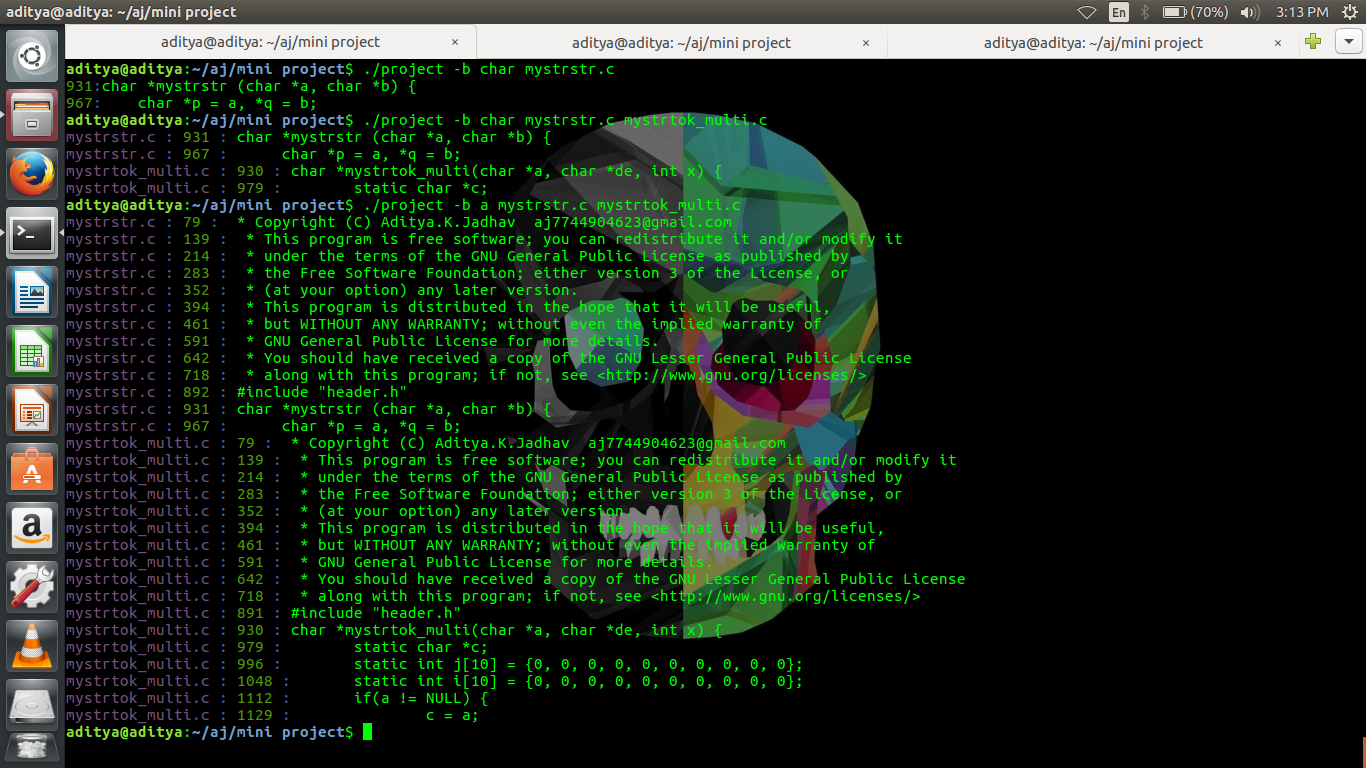 aditya@aditya: ~/aj/mini project
En
(70%)
3:13 PM
aditya@aditya: ~/aj/mini project × aditya@aditya: ~/aj/mini project × aditya@aditya: ~/aj/mini project ×
aditya@aditya:~/aj/mini project$ ./project -b char mystrstr.c
931:char *mystrstr (char *a, char *b) {
967:    char *p = a, *q = b;
aditya@aditya:~/aj/mini project$ ./project -b char mystrstr.c mystrtok_multi.c
mystrstr.c : 931 : char *mystrstr (char *a, char *b) {
mystrstr.c : 967 :      char *p = a, *q = b;
mystrtok_multi.c : 930 : char *mystrtok_multi(char *a, char *de, int x) {
mystrtok_multi.c : 979 :        static char *c;
aditya@aditya:~/aj/mini project$ ./project -b a mystrstr.c mystrtok_multi.c
mystrstr.c : 79 :  * Copyright (C) Aditya.K.Jadhav  aj7744904623@gmail.com
mystrstr.c : 139 :  * This program is free software; you can redistribute it and/or modify it
mystrstr.c : 214 :  * under the terms of the GNU General Public License as published by
mystrstr.c : 283 :  * the Free Software Foundation; either version 3 of the License, or
mystrstr.c : 352 :  * (at your option) any later version.
mystrstr.c : 394 :  * This program is distributed in the hope that it will be useful,
mystrstr.c : 461 :  * but WITHOUT ANY WARRANTY; without even the implied warranty of
mystrstr.c : 591 :  * GNU General Public License for more details.
mystrstr.c : 642 :  * You should have received a copy of the GNU Lesser General Public License
mystrstr.c : 718 :  * along with this program; if not, see <http://www.gnu.org/licenses/>
mystrstr.c : 892 : #include "header.h"
mystrstr.c : 931 : char *mystrstr (char *a, char *b) {
mystrstr.c : 967 :      char *p = a, *q = b;
mystrtok_multi.c : 79 :  * Copyright (C) Aditya.K.Jadhav  aj7744904623@gmail.com
mystrtok_multi.c : 139 :  * This program is free software; you can redistribute it and/or modify it
mystrtok_multi.c : 214 :  * under the terms of the GNU General Public License as published by
mystrtok_multi.c : 283 :  * the Free Software Foundation; either version 3 of the License, or
mystrtok_multi.c : 352 :  * (at your option) any later version.
mystrtok_multi.c : 394 :  * This program is distributed in the hope that it will be useful,
mystrtok_multi.c : 461 :  * but WITHOUT ANY WARRANTY; without even the implied warranty of
mystrtok_multi.c : 591 :  * GNU General Public License for more details.
mystrtok_multi.c : 642 :  * You should have received a copy of the GNU Lesser General Public License
mystrtok_multi.c : 718 :  * along with this program; if not, see <http://www.gnu.org/licenses/>
mystrtok_multi.c : 891 : #include "header.h"
mystrtok_multi.c : 930 : char *mystrtok_multi(char *a, char *de, int x) {
mystrtok_multi.c : 979 :        static char *c;
mystrtok_multi.c : 996 :        static int j[10] = {0, 0, 0, 0, 0, 0, 0, 0, 0, 0};
mystrtok_multi.c : 1048 :       static int i[10] = {0, 0, 0, 0, 0, 0, 0, 0, 0, 0};
mystrtok_multi.c : 1112 :       if(a != NULL) {
mystrtok_multi.c : 1129 :               c = a;
aditya@aditya:~/aj/mini project$